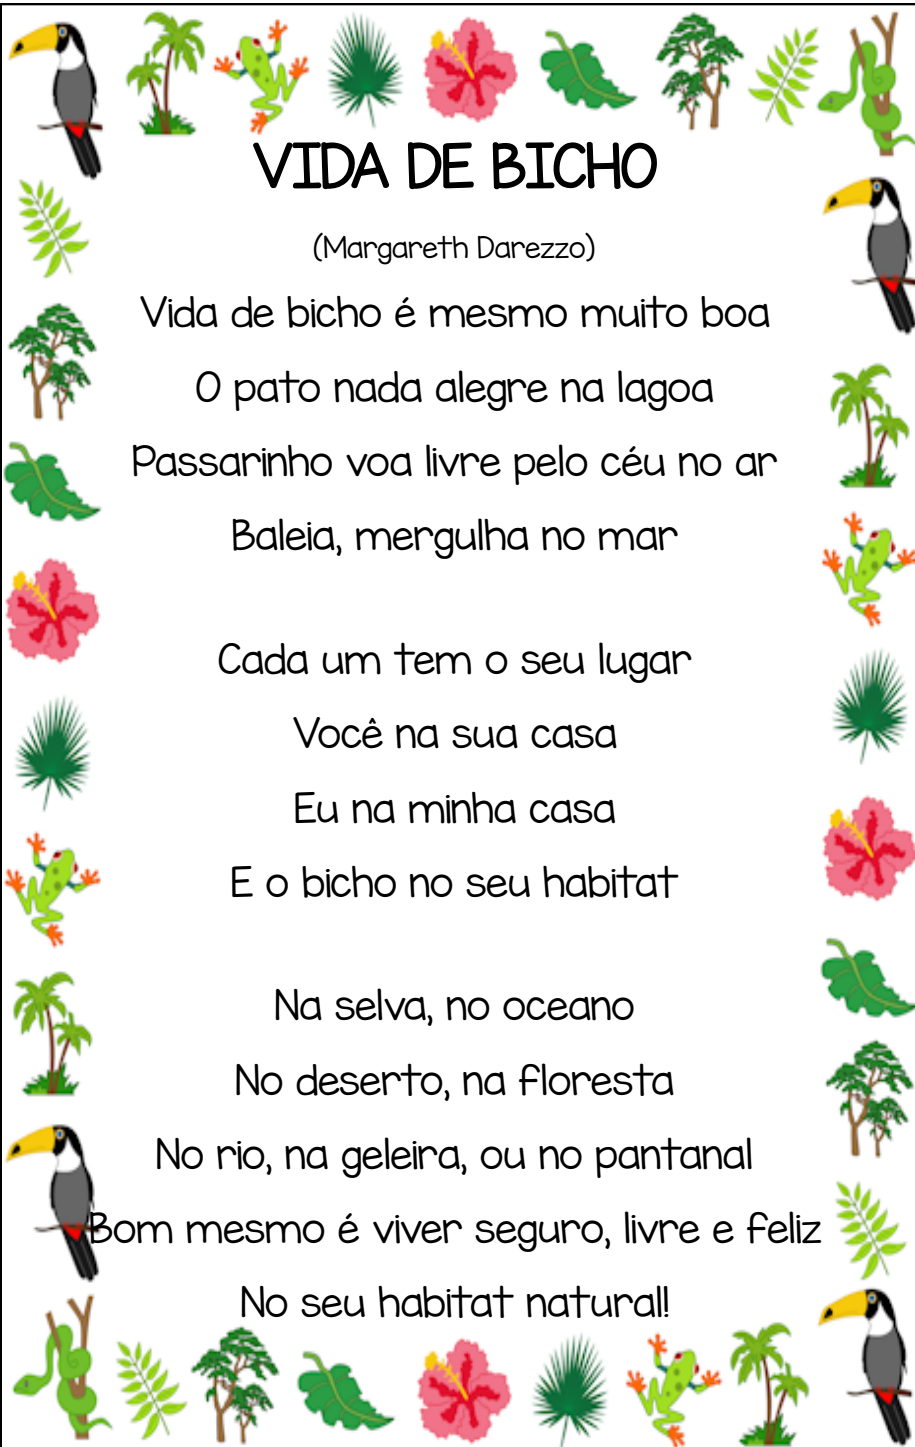 VIDA DE BICHO
(Margareth Darezzo)
Vida de bicho é mesmo muito boa
O pato nada alegre na lagoa
Passarinho voa livre pelo céu no ar
Baleia, mergulha no mar
Cada um tem o seu lugar
Você na sua casa
Eu na minha casa
E o bicho no seu habitat
Na selva, no oceano
No deserto, na floresta
No rio, na geleira, ou no pantanal
Bom mesmo é viver seguro, livre e feliz
No seu habitat natural!